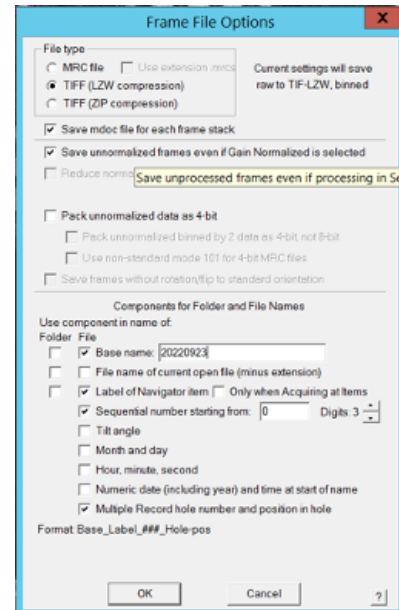 Frame File Options
X
File type
MRC file Use extension .mrcs Current settings will save
TIFF (LZW compression) raw to TIF-LZW, binned
TIFF (ZIP compression)
Save mdoc file for each frame stack
Save unnormalized frames even if Gain Normalized is selected
Reduce norma
Save unprocessed frames even if processing in Se
Pack unnormalized data as 4-bit
Pack unnormalized binned by 2 data as 4-bit, not 8-bit
Use non-standard mode 101 for 4-bit MRC files
Save frames without rotation/flip to standard orientation
Components for Folder and File Names
Use component in name of:
Folder File
Base name: 20220923
File name of current open file (minus extension)
Label of Navigator item Only when Acquiring at Items
Sequential number starting from: 0 Digits: 3
Tilt angle
Month and day
Hour, minute, second
Numeric date (including year) and time at start of name
Multiple Record hole number and position in hole
Format: Base_Label_###_Hole-pos
OK Cancel ?